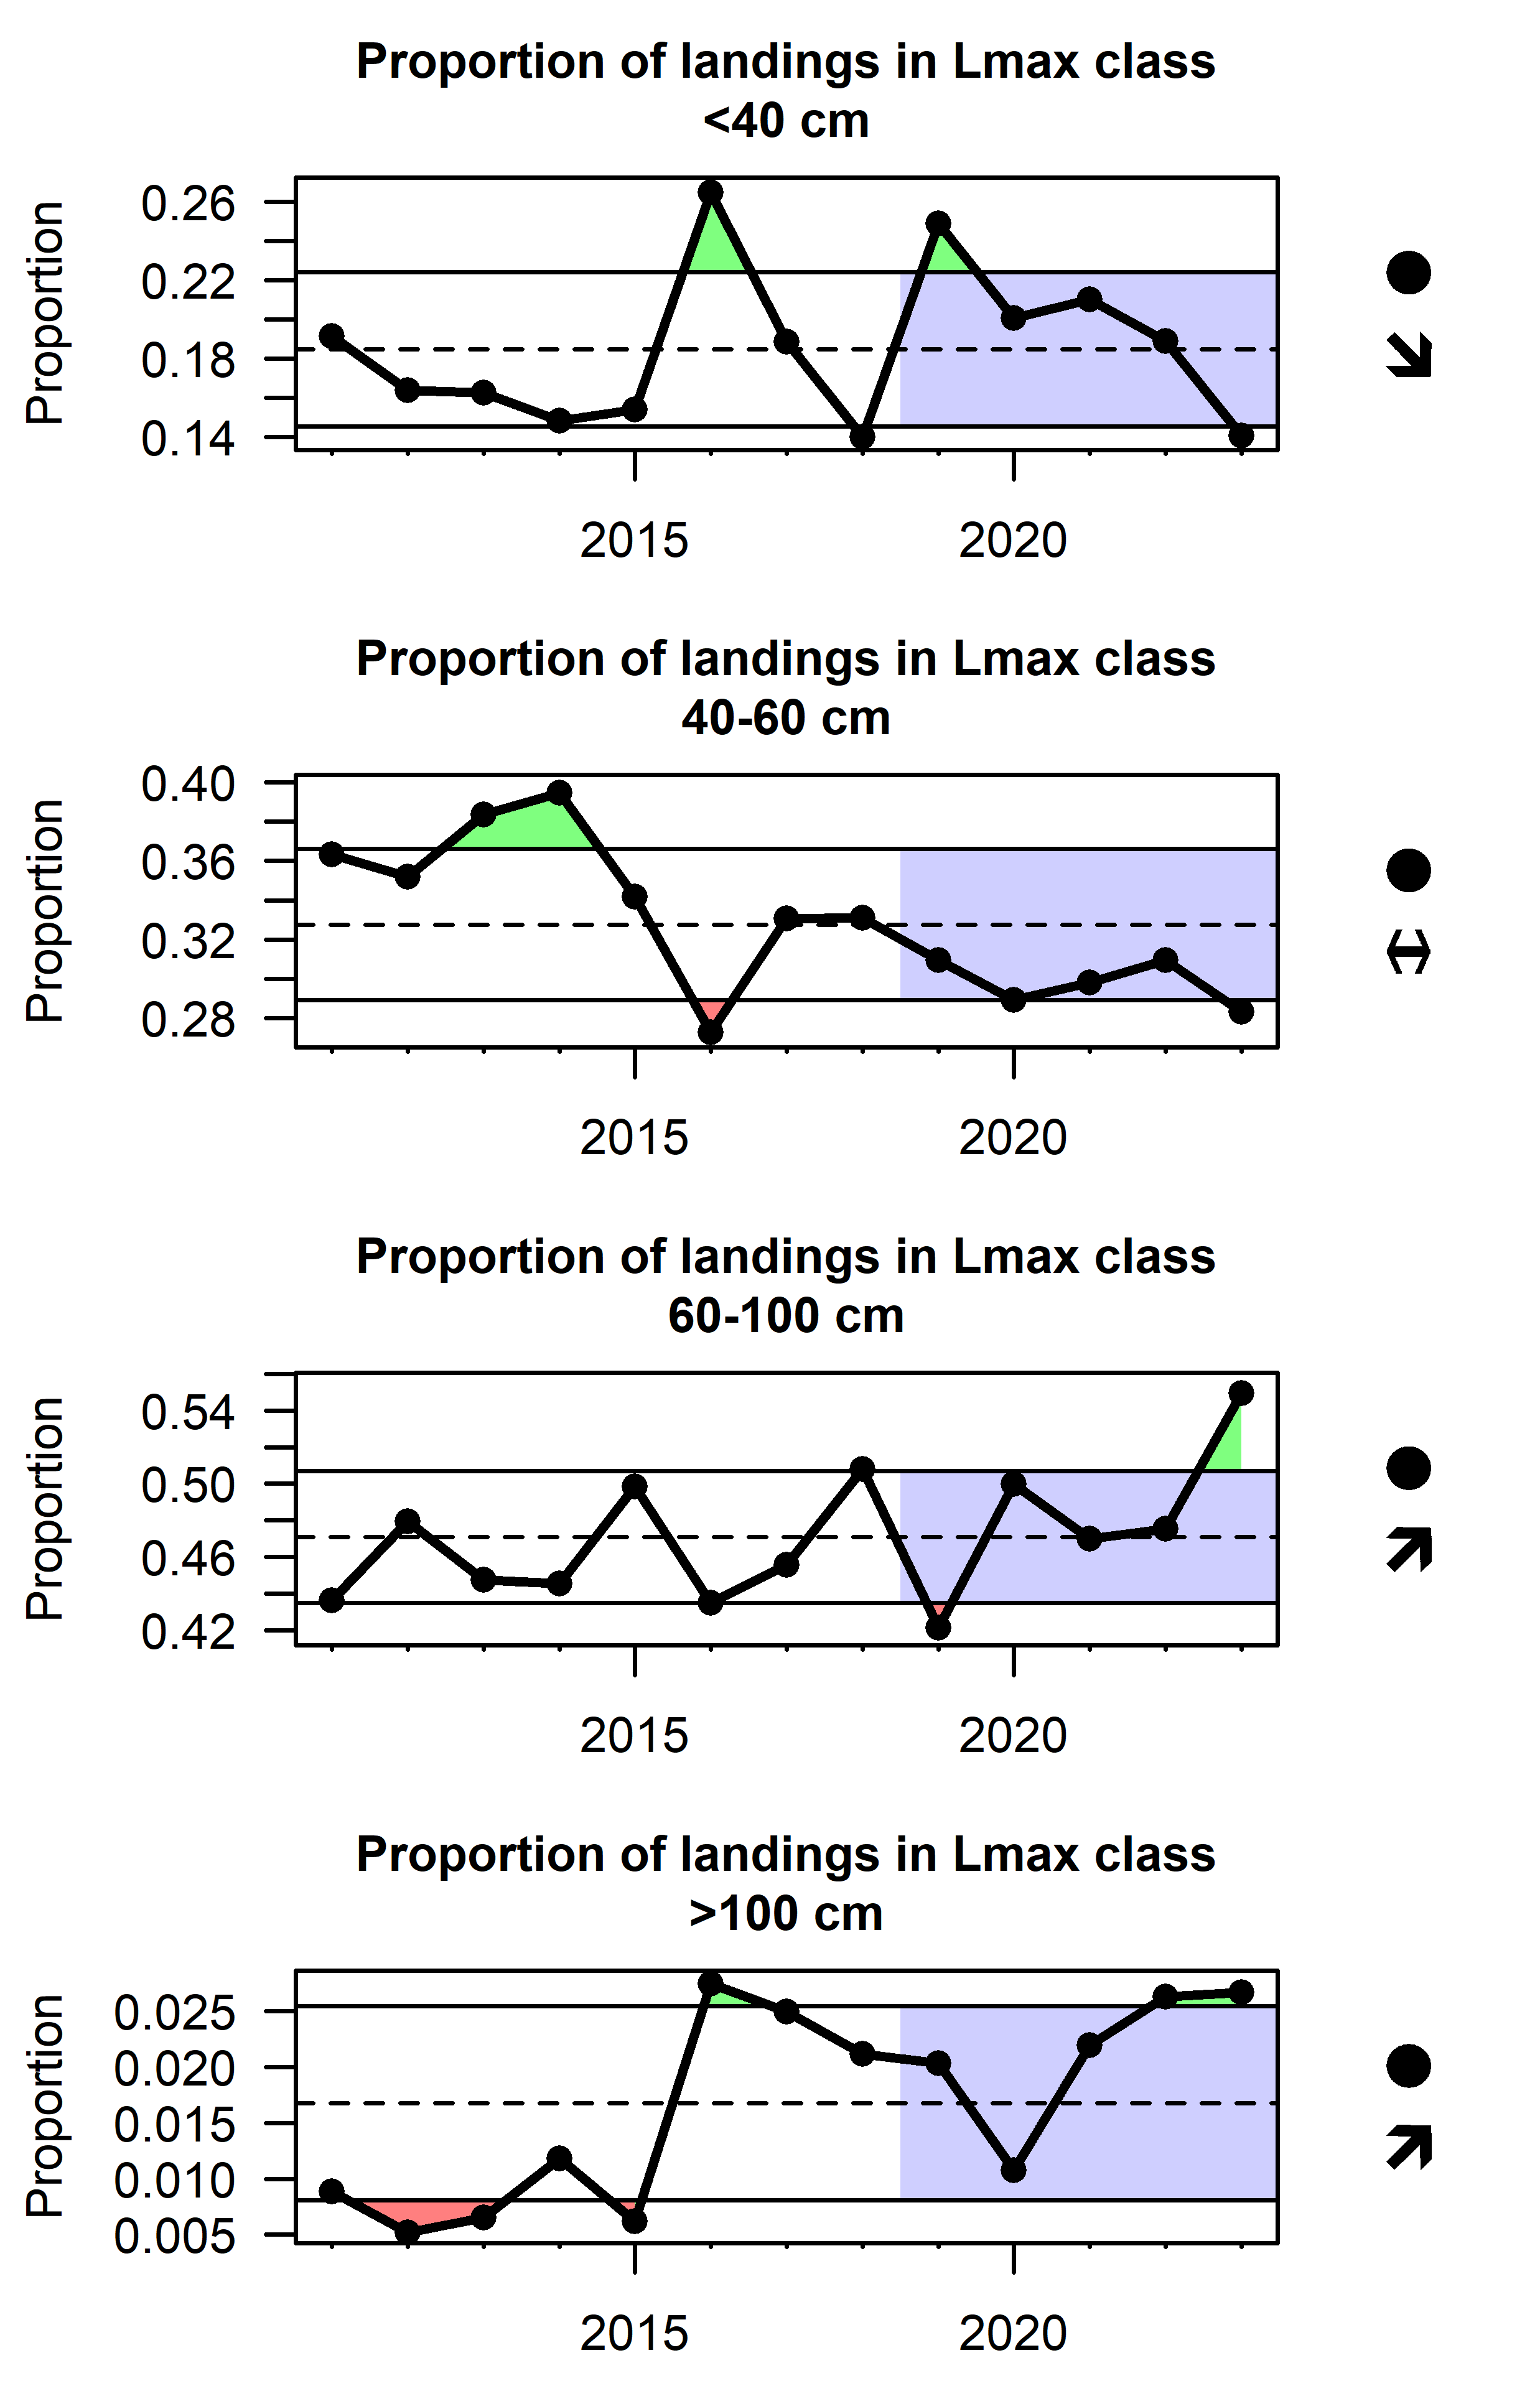 Proportion of landings in Lmax class
<40 cm
Proportion
0.26
0.22
0.18
0.14
2015 2020
Proportion of landings in Lmax class
40-60 cm
Proportion
0.40
0.36
0.32
0.28
2015 2020
Proportion of landings in Lmax class
60-100 cm
Proportion
0.54
0.50
0.46
0.42
2015 2020
Proportion of landings in Lmax class
>100 cm
Proportion
0.025
0.020
0.015
0.010
0.005
2015 2020